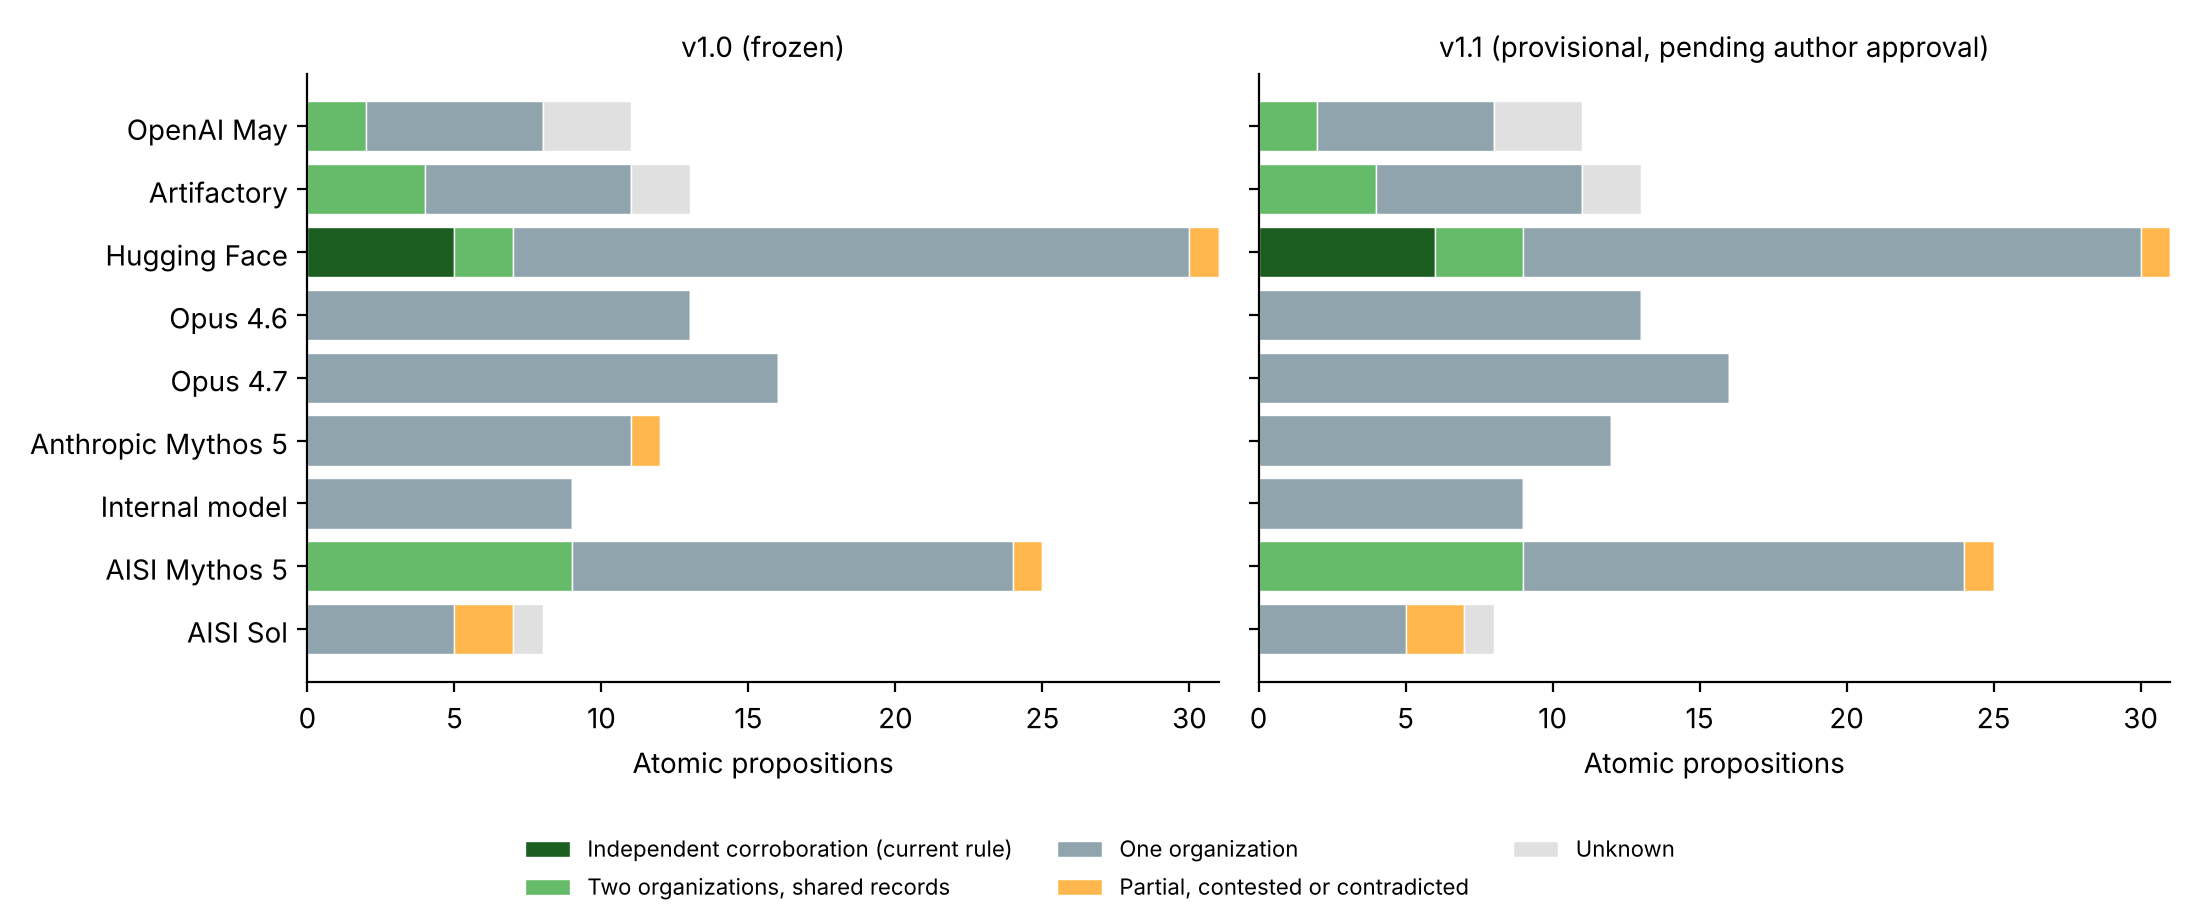 v1.0 (frozen)
v1.1 (provisional, pending author approval)
OpenAI May
Artifactory
Hugging Face
Opus 4.6
Opus 4.7
Anthropic Mythos 5
Internal model
AISI Mythos 5
AISI Sol
0 5 10 15 20 25 30
0 5 10 15 20 25 30
Atomic propositions
Atomic propositions
Independent corroboration (current rule)
Two organizations, shared records
One organization
Partial, contested or contradicted
Unknown